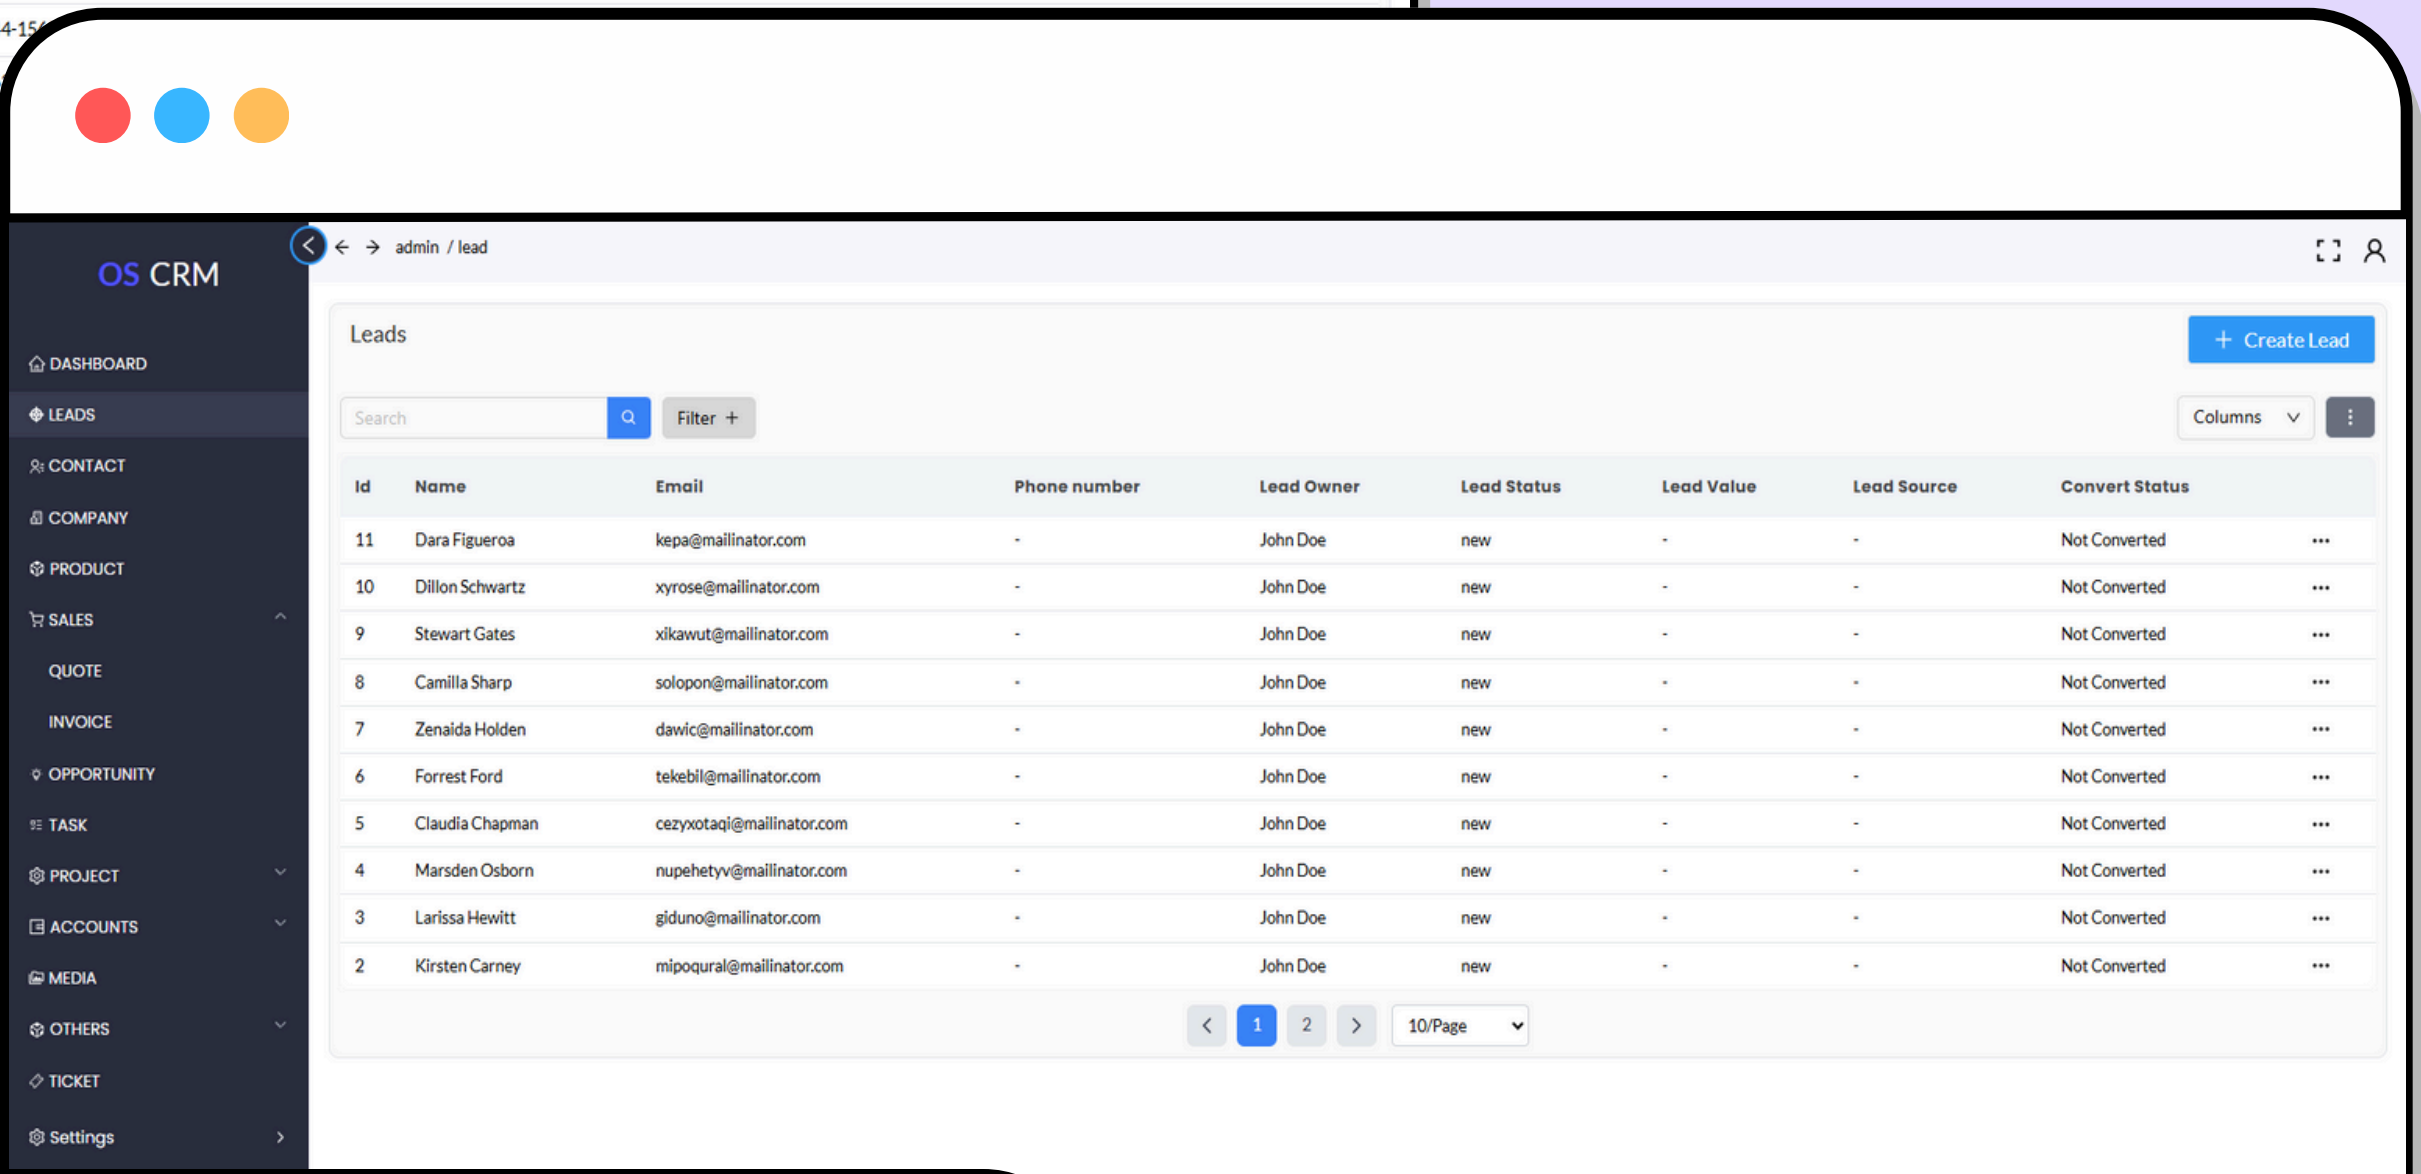 OS CRM
admin / lead
DASHBOARD
LEADS
CONTACT
COMPANY
PRODUCT
SALES
QUOTE
INVOICE
OPPORTUNITY
TASK
PROJECT
ACCOUNTS
MEDIA
OTHERS
TICKET
Settings
Leads
+ Create Lead
Search
Filter +
Columns
Id Name Email Phone number Lead Owner Lead Status Lead Value Lead Source Convert Status
11 Dara Figueroa kepa@mailinator.com - John Doe new - - Not Converted ...
10 Dillon Schwartz xyrose@mailinator.com - John Doe new - - Not Converted ...
9 Stewart Gates xikawut@mailinator.com - John Doe new - - Not Converted ...
8 Camilla Sharp solopon@mailinator.com - John Doe new - - Not Converted ...
7 Zenaida Holden dawic@mailinator.com - John Doe new - - Not Converted ...
6 Forrest Ford tekebil@mailinator.com - John Doe new - - Not Converted ...
5 Claudia Chapman cezyxotaqi@mailinator.com - John Doe new - - Not Converted ...
4 Marsden Osborn nupehetyv@mailinator.com - John Doe new - - Not Converted ...
3 Larissa Hewitt giduno@mailinator.com - John Doe new - - Not Converted ...
2 Kirsten Carney mipoqural@mailinator.com - John Doe new - - Not Converted ...
< 1 2 > 10/Page